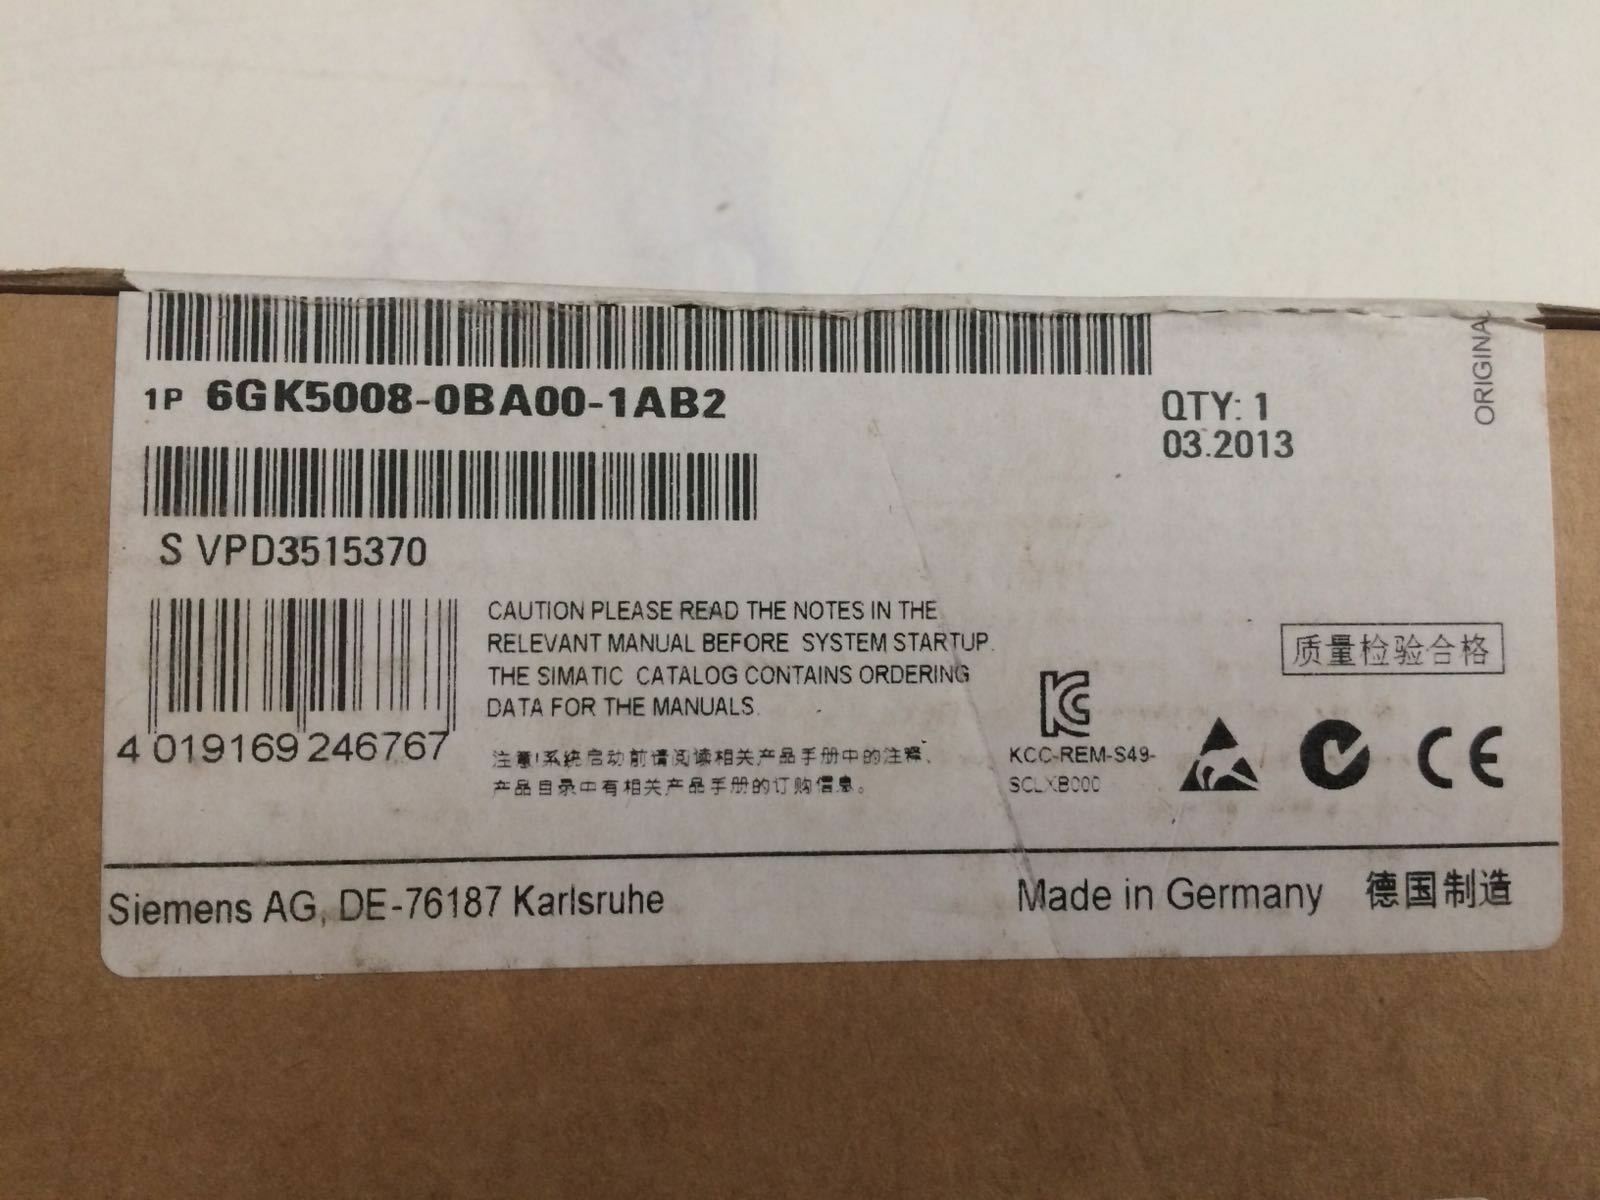 1P 6GK5008-0BA00-1AB2
QTY: 1
03.2013
ORIGINAL
S VPD3515370
4 019169 246767
CAUTION PLEASE READ THE NOTES IN THE
RELEVANT MANUAL BEFORE SYSTEM STARTUP.
THE SIMATIC CATALOG CONTAINS ORDERING
DATA FOR THE MANUALS.
注意!系统启动前请阅读相关产品手册中的注释、
产品目录中有相关产品手册的订购信息。
质量检验合格
KCC-REM-S49-
SCLXB000
CE
Siemens AG, DE-76187 Karlsruhe
Made in Germany 德国制造